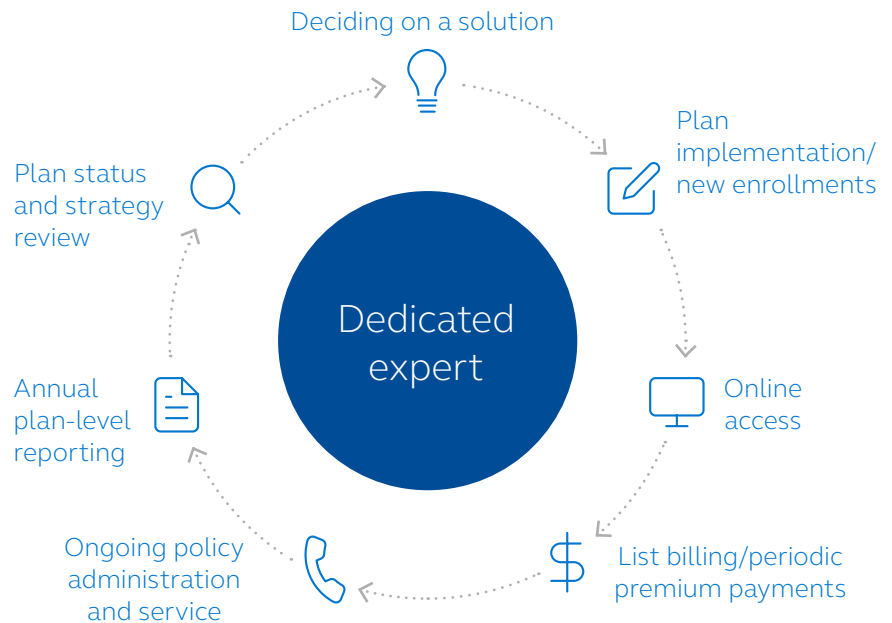 Deciding on a solution
Plan
implementation/
new enrollments
Online
access
List billing/periodic
premium payments
Ongoing policy
administration
and service
Annual
plan-level
reporting
Plan status
and strategy
review
Dedicated
expert